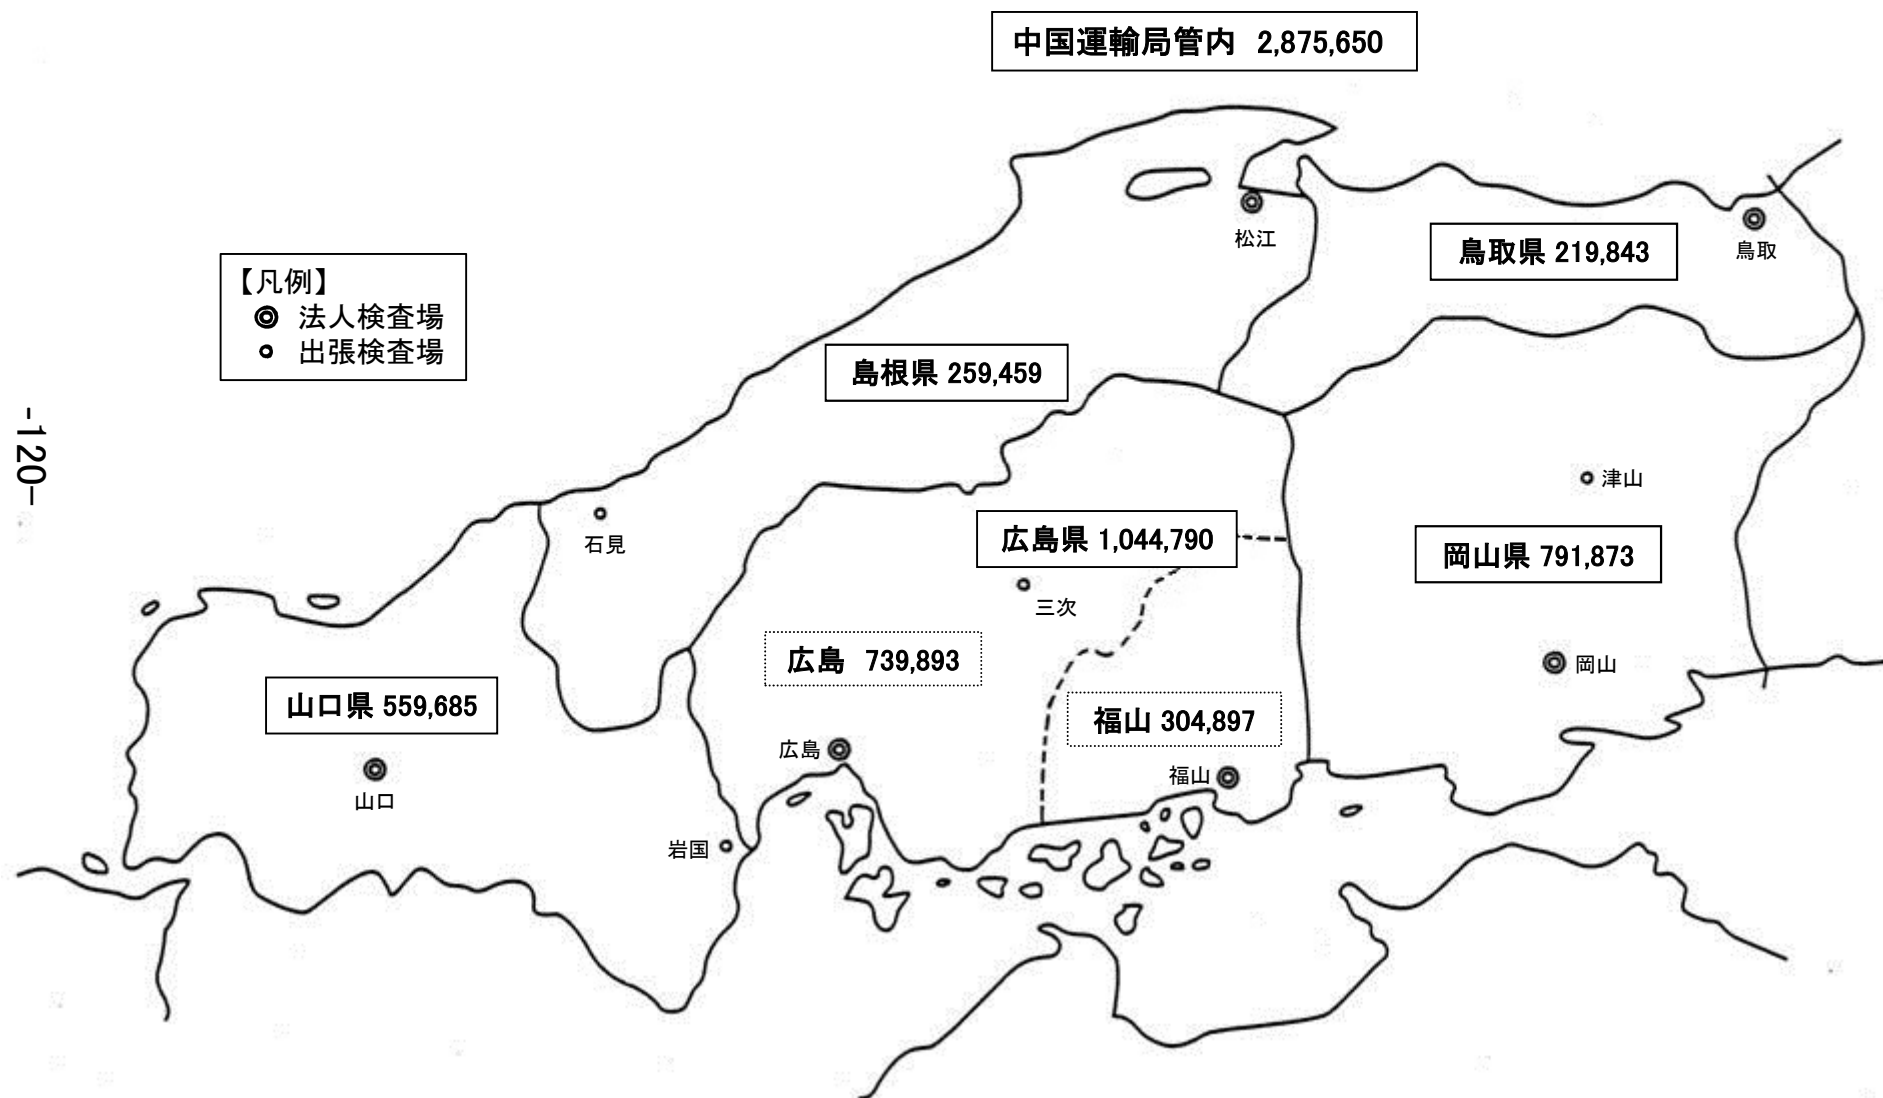 中国運輸局管内 2,875,650
松江
鳥取県 219,843
鳥取
【凡例】
◎ 法人検査場
○ 出張検査場
島根県 259,459
-120-
津山
石見
広島県 1,044,790
岡山県 791,873
三次
広島 739,893
岡山
山口県 559,685
福山 304,897
広島
福山
山口
岩国